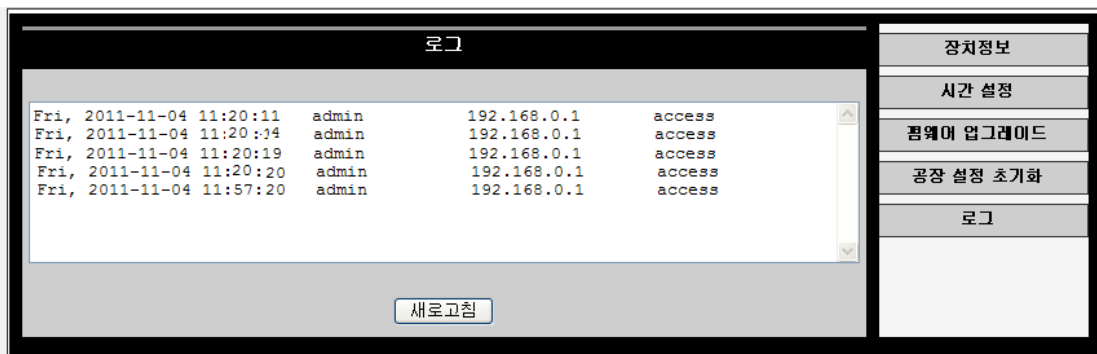 로그
Fri, 2011-11-04 11:20:11 admin 192.168.0.1 access
Fri, 2011-11-04 admin 192.168.0.1 access
Fri, 2011-11-04 11:20:19 admin 192.168.0.1 access
Fri, 2011-11-04 11:20:20 admin 192.168.0.1 access
Fri, 2011-11-04 11:57:20 admin 192.168.0.1 access
새로고침
장치정보
시간 설정
펌웨어 업그레이드
공장 설정 초기화
로그